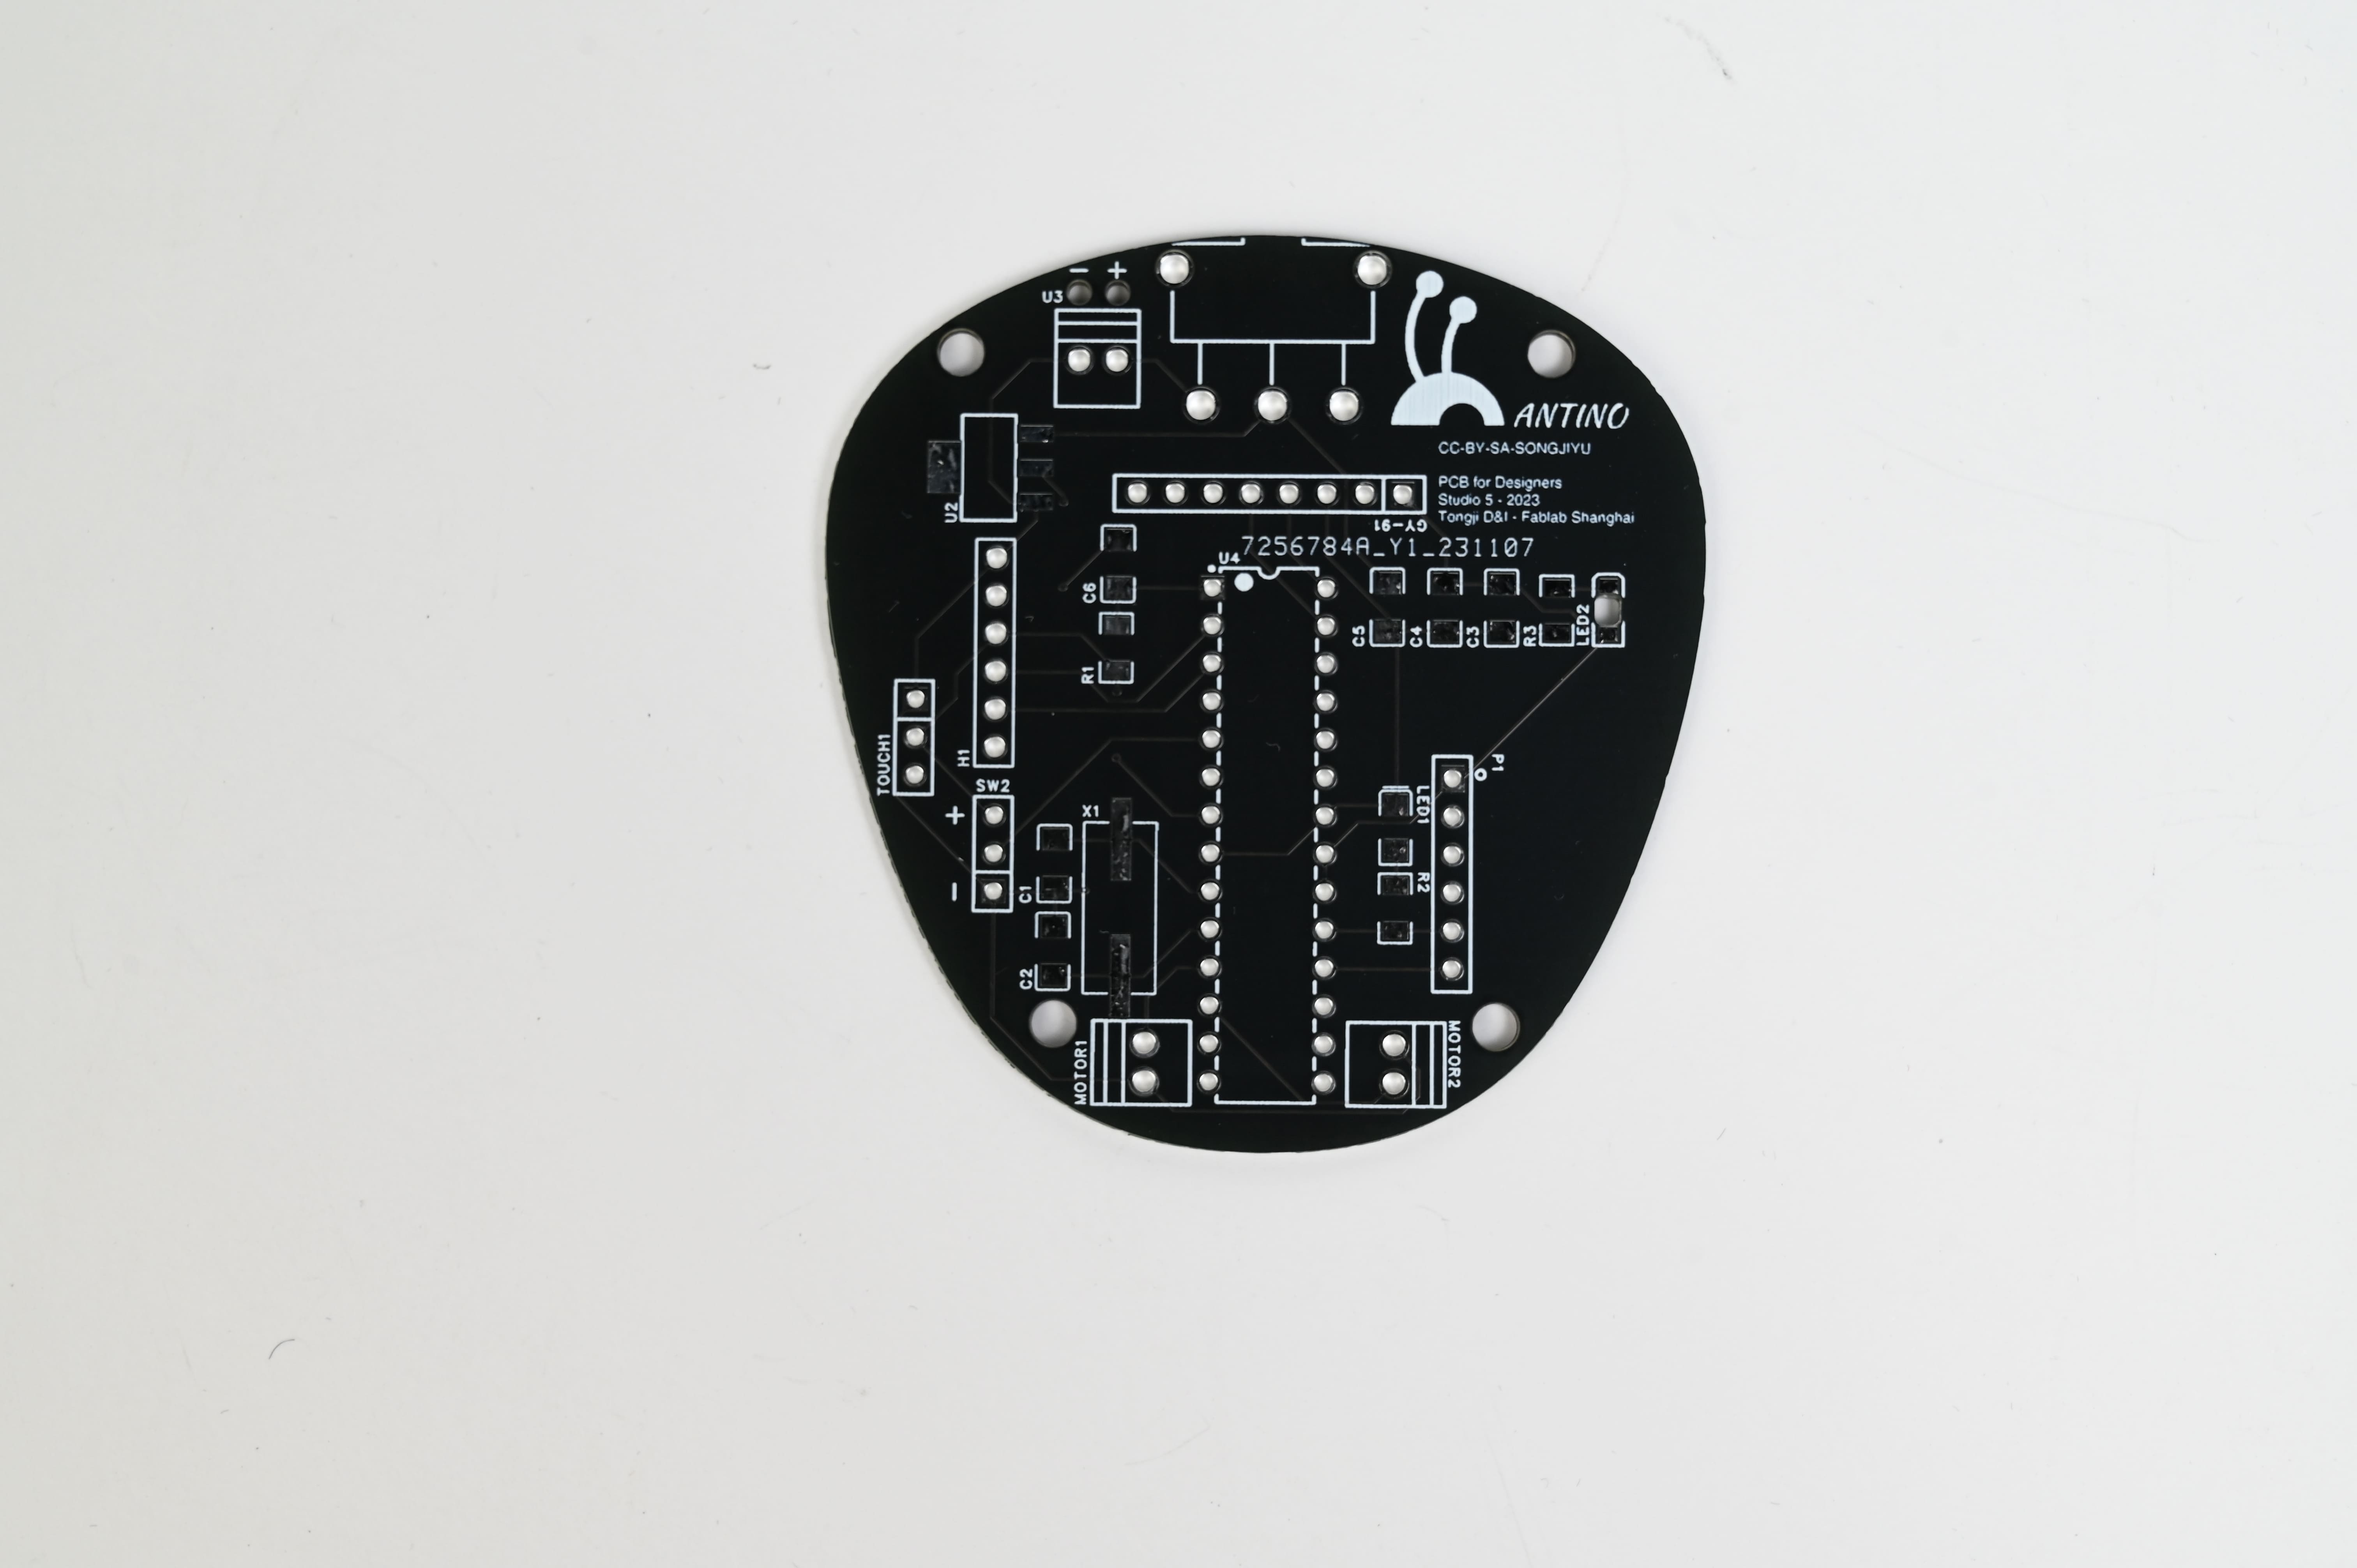 - +
U3
ANTINO
CC-BY-SA-SONGJIYU
PCB for Designers
Studio 5 - 2023
Tongji D&I - Fablab Shanghai
U2
GY-91
7256784A_Y1_231107
U4
C6
C5
C4
C3
R3
LED2
R1
TOUCH1
H1
P1
SW2
+
-
X1
LED1
C1
R2
C2
MOTOR1
MOTOR2